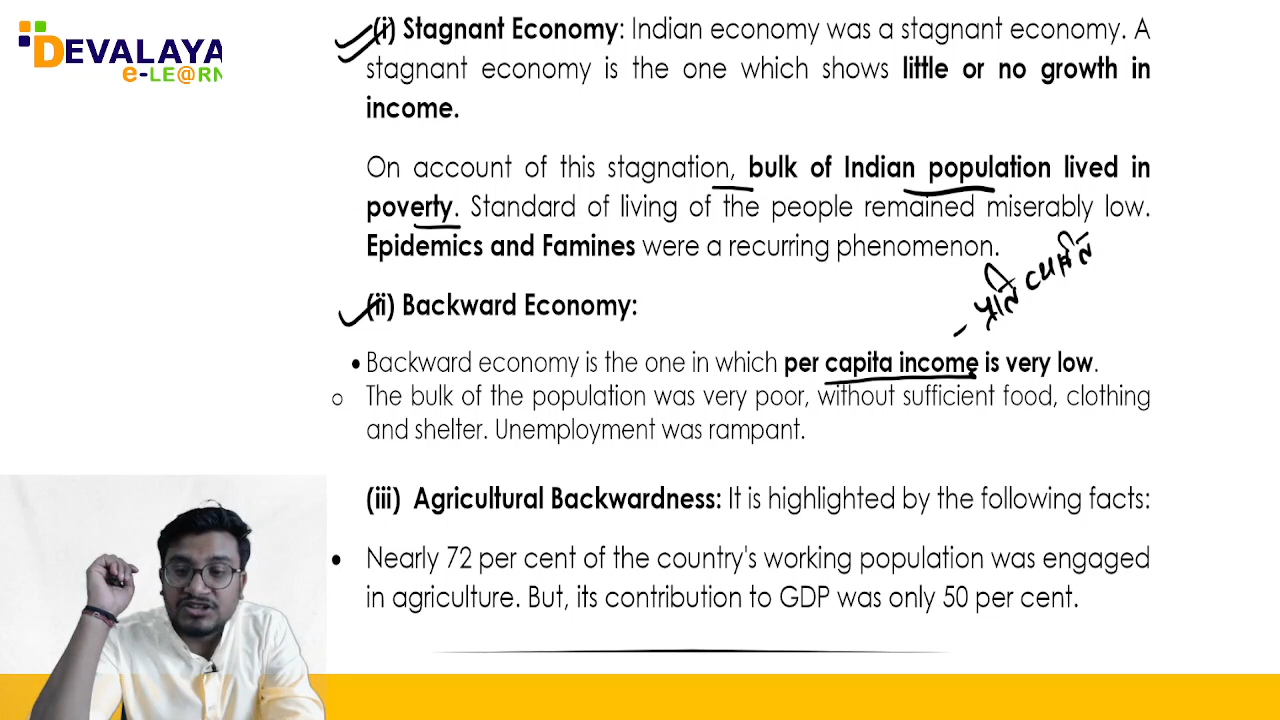 DEVALAYA
e-LE@RN
(i) Stagnant Economy: Indian economy was a stagnant economy. A
stagnant economy is the one which shows little or no growth in
income.
On account of this stagnation, bulk of Indian population lived in
poverty. Standard of living of the people remained miserably low.
Epidemics and Famines were a recurring phenomenon.
(ii) Backward Economy:
• Backward economy is the one in which per capita income is very low.
○ The bulk of the population was very poor, without sufficient food, clothing
and shelter. Unemployment was rampant.
(iii) Agricultural Backwardness: It is highlighted by the following facts:
• Nearly 72 per cent of the country's working population was engaged
in agriculture. But, its contribution to GDP was only 50 per cent.